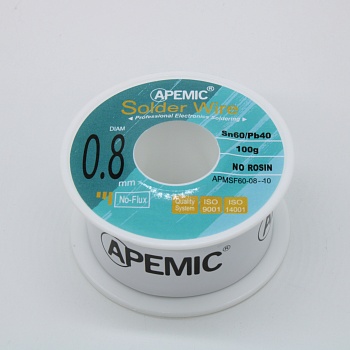 APEMIC®
Solder Wire
Professional Electronics Soldering
DIAM
0.8
mm
Sn60/Pb40
100g
NO ROSIN
APMSF60-08-10
No-Flux
Quality System
ISO 9001
ISO 14001
APEMIC®